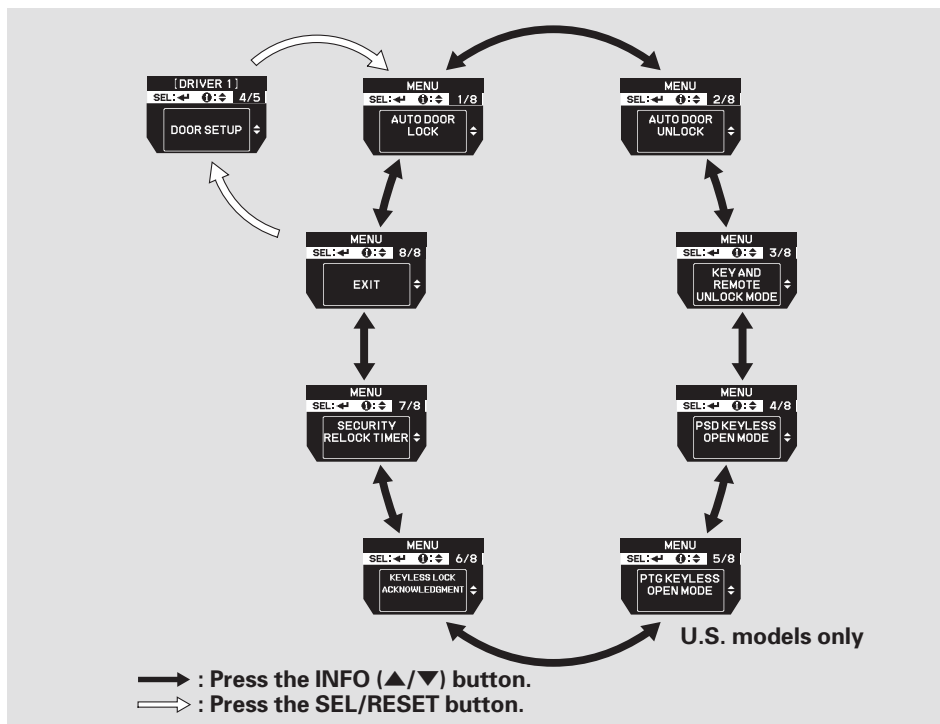 [DRIVER 1]
SEL:↵ ⓘ:⬍ 4/5
DOOR SETUP
MENU
SEL:↵ ⓘ:⬍ 1/8
AUTO DOOR
LOCK
MENU
SEL:↵ ⓘ:⬍ 2/8
AUTO DOOR
UNLOCK
MENU
SEL:↵ ⓘ:⬍ 3/8
KEY AND
REMOTE
UNLOCK MODE
MENU
SEL:↵ ⓘ:⬍ 4/8
PSD KEYLESS
OPEN MODE
MENU
SEL:↵ ⓘ:⬍ 5/8
PTG KEYLESS
OPEN MODE
U.S. models only
MENU
SEL:↵ ⓘ:⬍ 6/8
KEYLESS LOCK
ACKNOWLEDGMENT
MENU
SEL:↵ ⓘ:⬍ 7/8
SECURITY
RELOCK TIMER
MENU
SEL:↵ ⓘ:⬍ 8/8
EXIT
: Press the INFO (▲/▼) button.
: Press the SEL/RESET button.